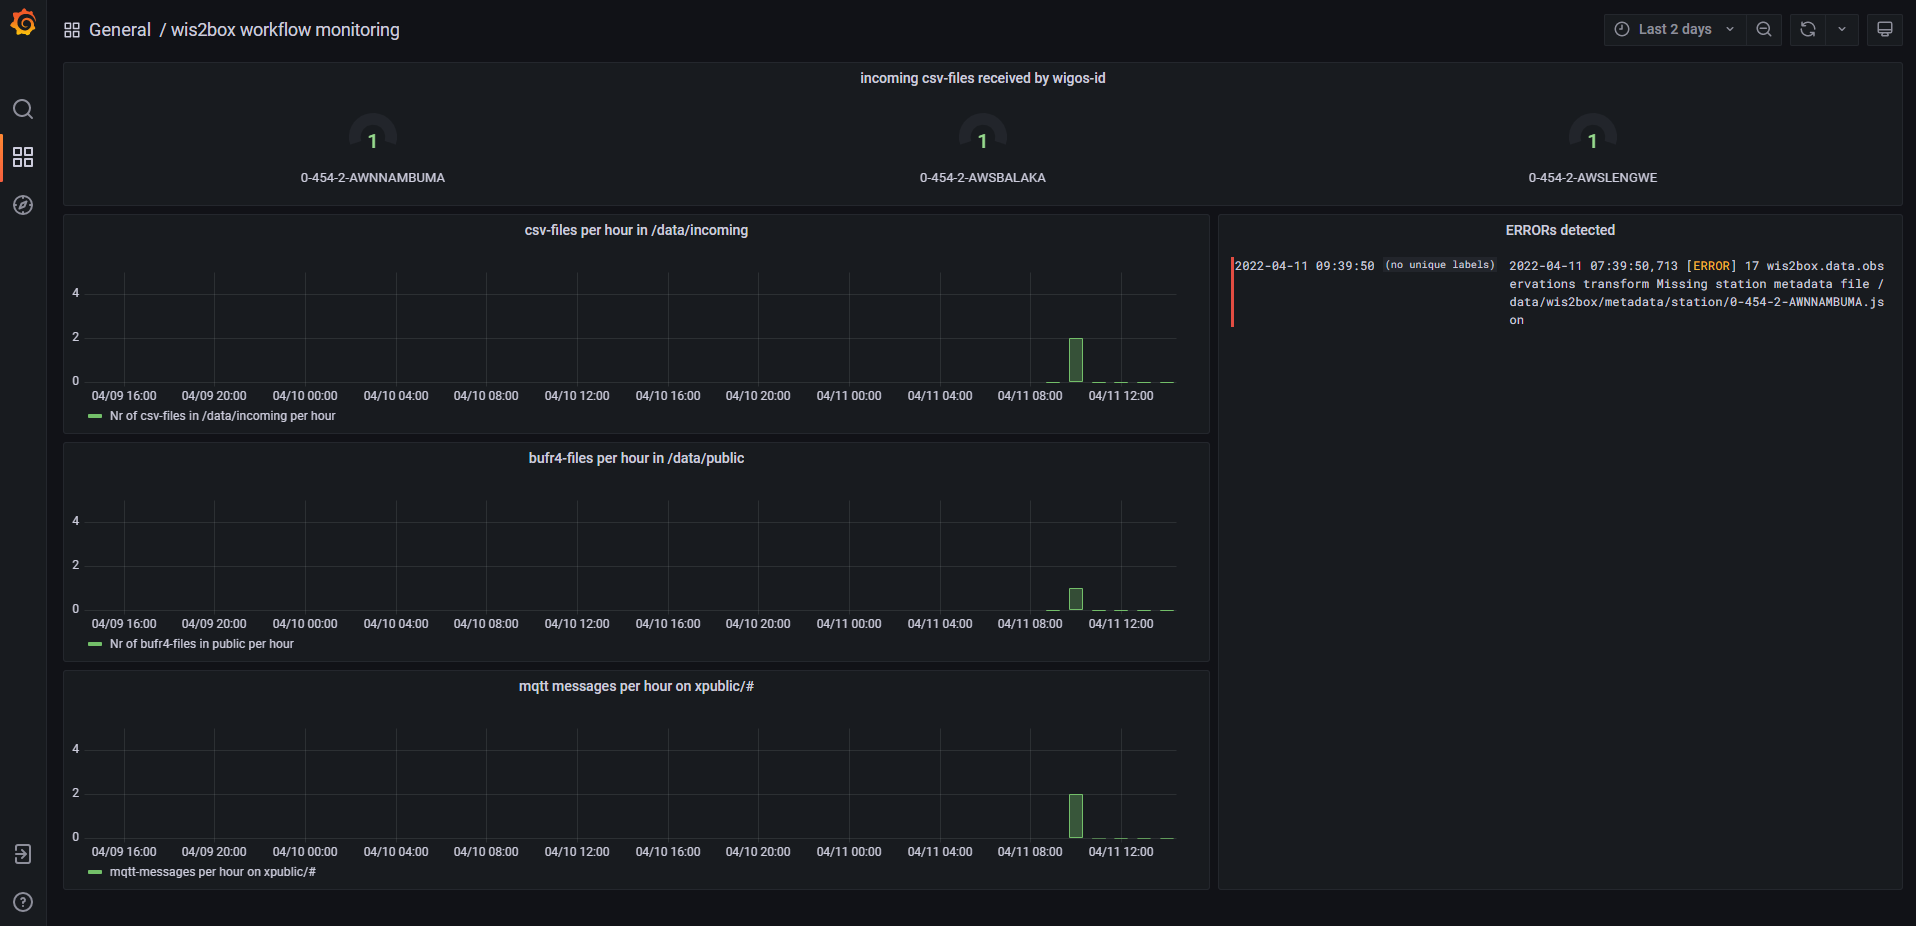 General / wis2box workflow monitoring
Last 2 days
incoming csv-files received by wigos-id
1
1
1
0-454-2-AWNNAMBUMA
0-454-2-AWSBALAKA
0-454-2-AWSLENGWE
csv-files per hour in /data/incoming
4
2
0
04/09 16:00 04/09 20:00 04/10 00:00 04/10 04:00 04/10 08:00 04/10 12:00 04/10 16:00 04/10 20:00 04/11 00:00 04/11 04:00 04/11 08:00 04/11 12:00
Nr of csv-files in /data/incoming per hour
bufr4-files per hour in /data/public
4
2
0
04/09 16:00 04/09 20:00 04/10 00:00 04/10 04:00 04/10 08:00 04/10 12:00 04/10 16:00 04/10 20:00 04/11 00:00 04/11 04:00 04/11 08:00 04/11 12:00
Nr of bufr4-files in public per hour
mqtt messages per hour on xpublic/#
4
2
0
04/09 16:00 04/09 20:00 04/10 00:00 04/10 04:00 04/10 08:00 04/10 12:00 04/10 16:00 04/10 20:00 04/11 00:00 04/11 04:00 04/11 08:00 04/11 12:00
mqtt-messages per hour on xpublic/#
ERRORs detected
2022-04-11 09:39:50 (no unique labels) 2022-04-11 07:39:50,713 [ERROR] 17 wis2box.data.obs
ervations transform Missing station metadata file /
data/wis2box/metadata/station/0-454-2-AWNNAMBUMA.js
on